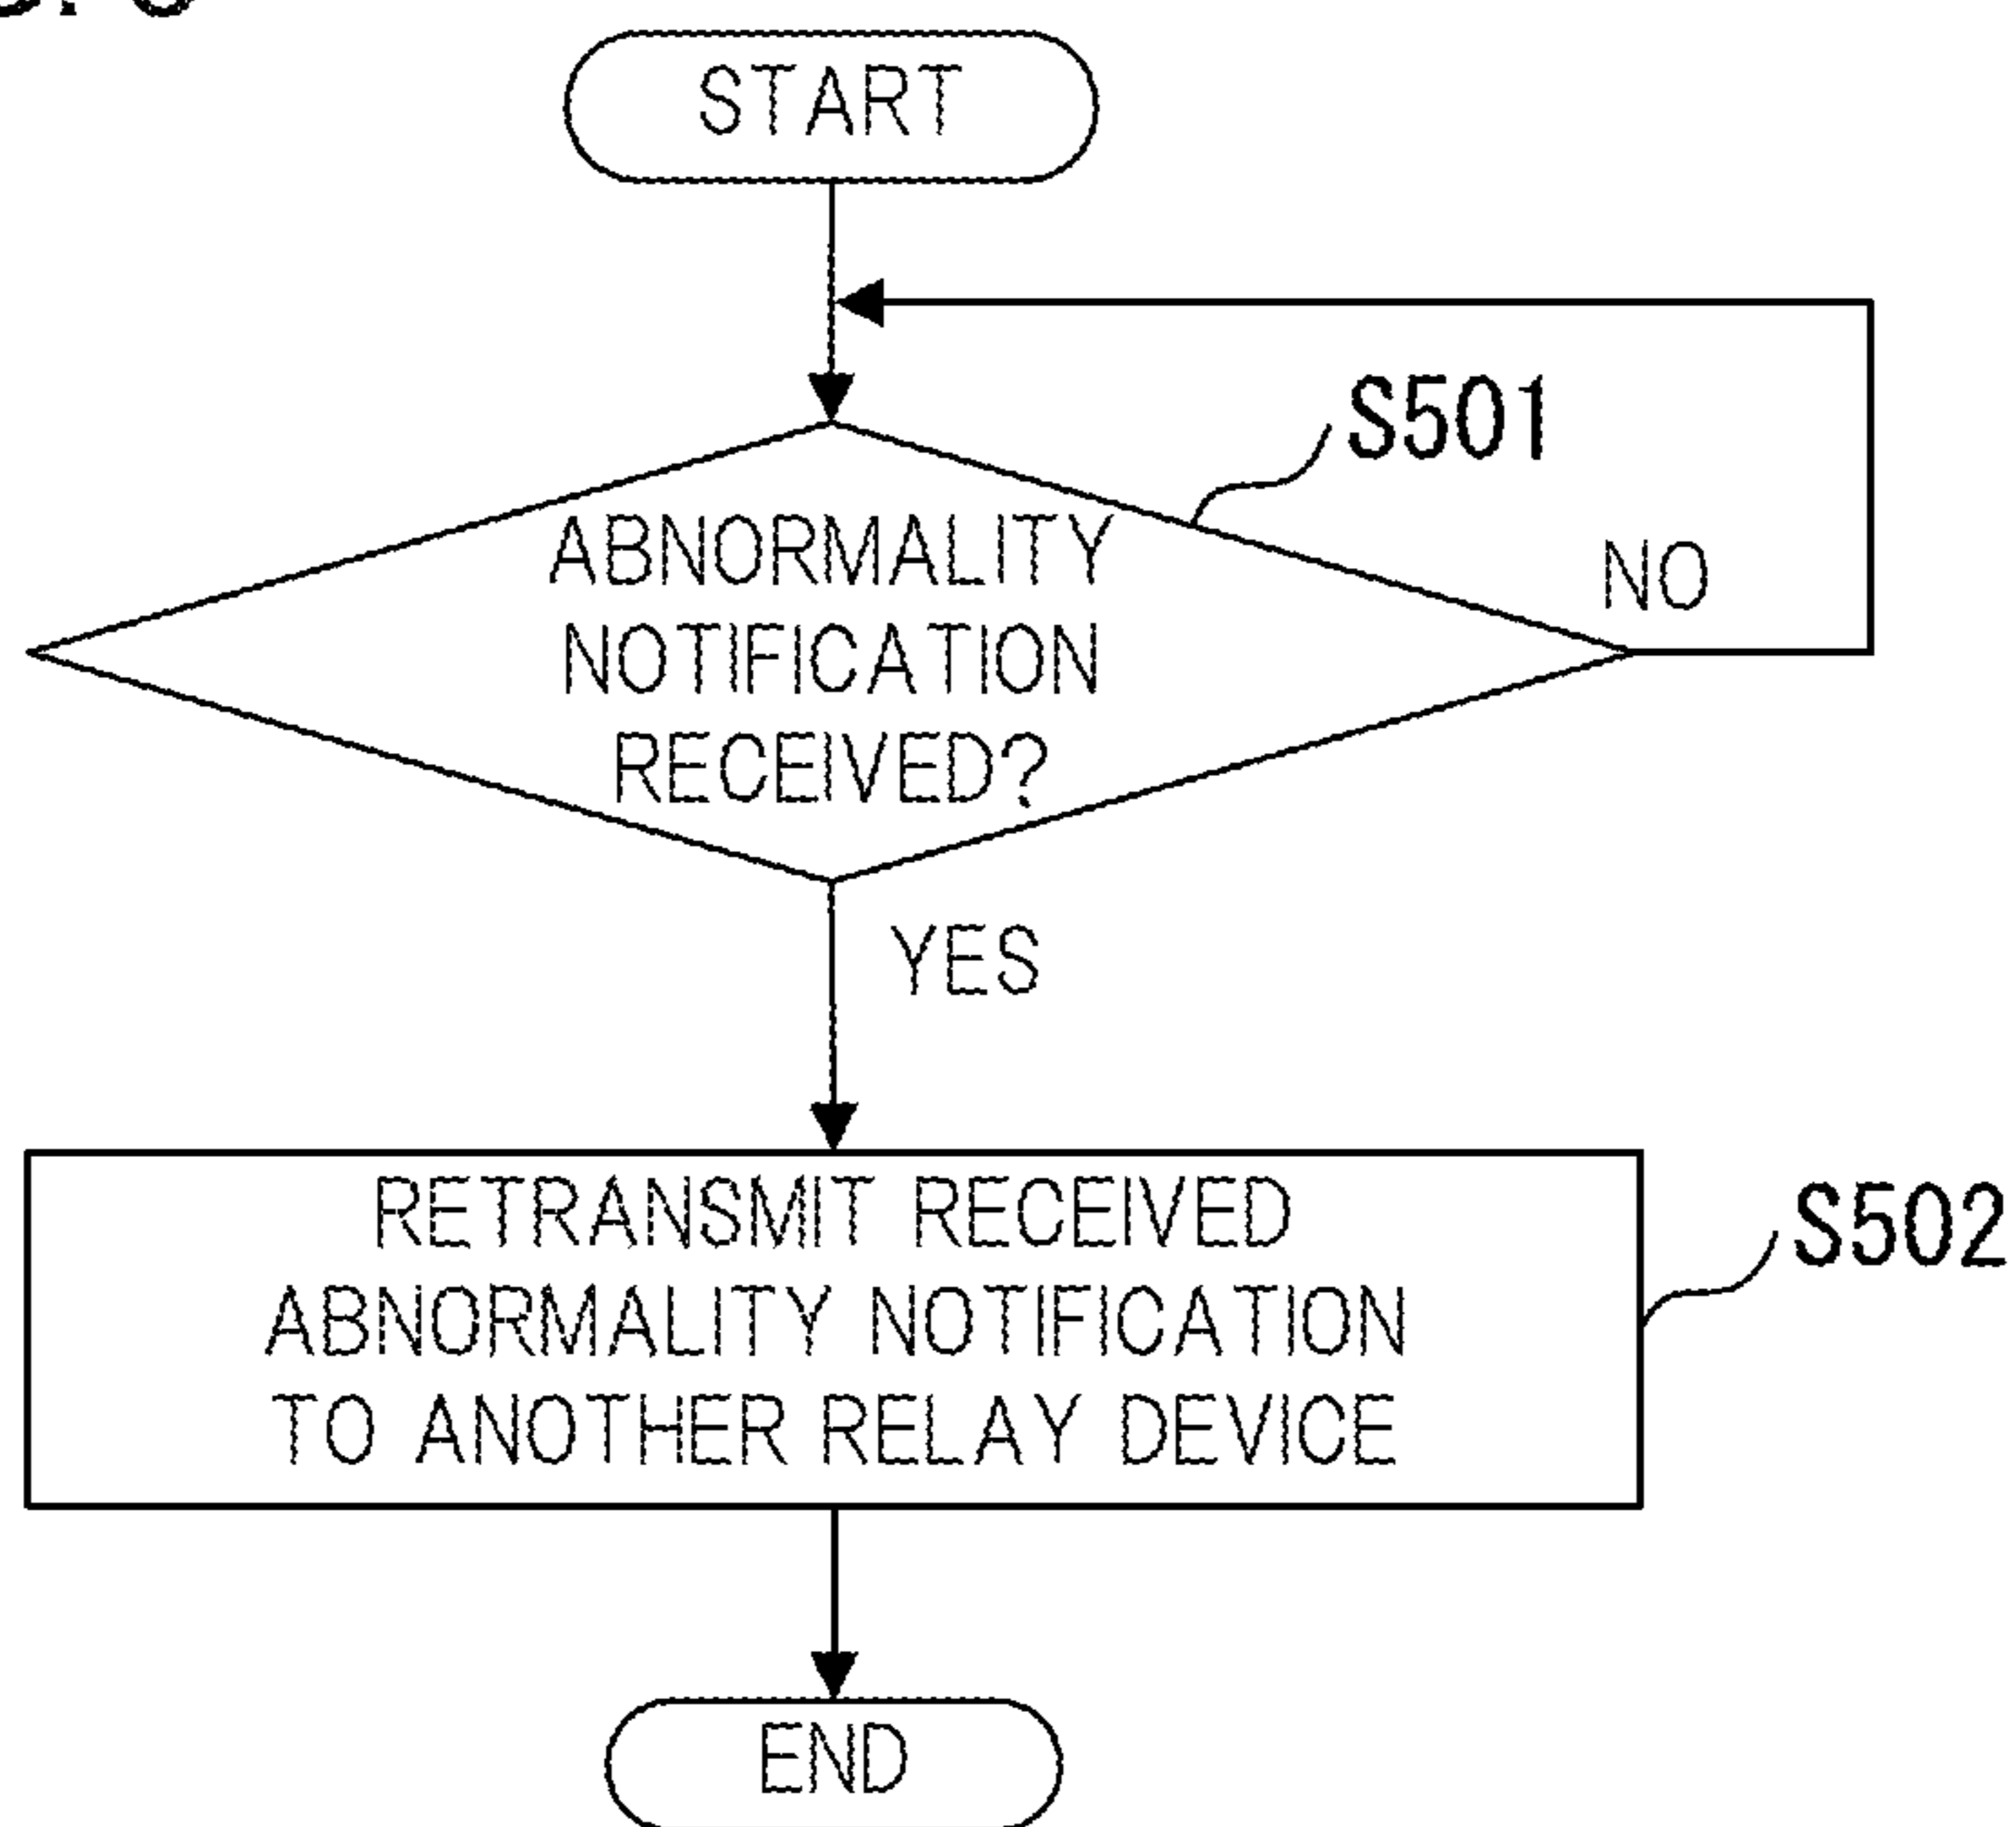 START
S501
ABNORMALITY
NOTIFICATION
RECEIVED?
NO
YES
RETRANSMIT RECEIVED
ABNORMALITY NOTIFICATION
TO ANOTHER RELAY DEVICE
S502
END